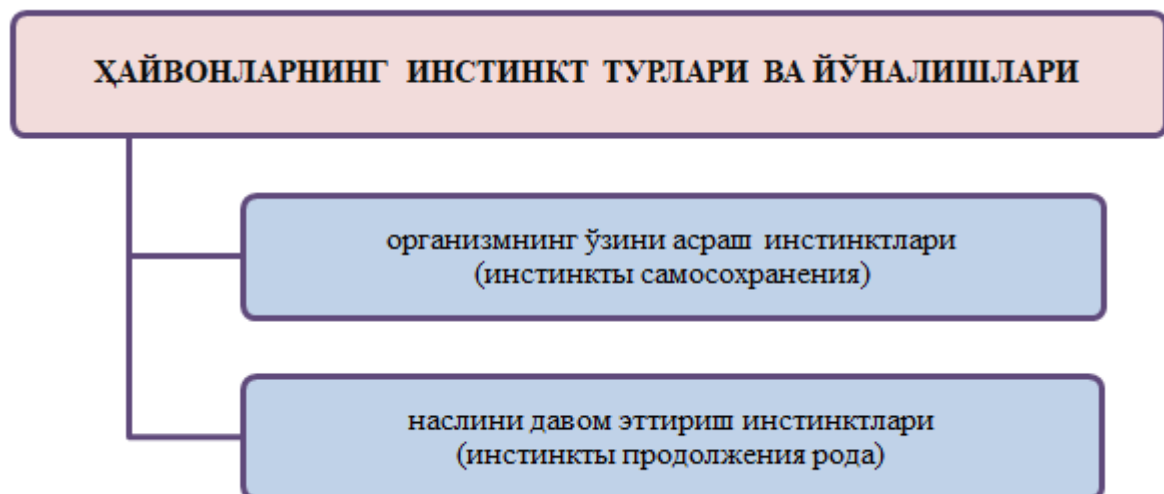 ҲАЙВОНЛАРНИНГ ИНСТИНКТ ТУРЛАРИ ВА ЙЎНАЛИШЛАРИ
организмнинг ўзини асраш инстинктлари
(инстинкты самосохранения)
наслини давом эттириш инстинктлари
(инстинкты продолжения рода)